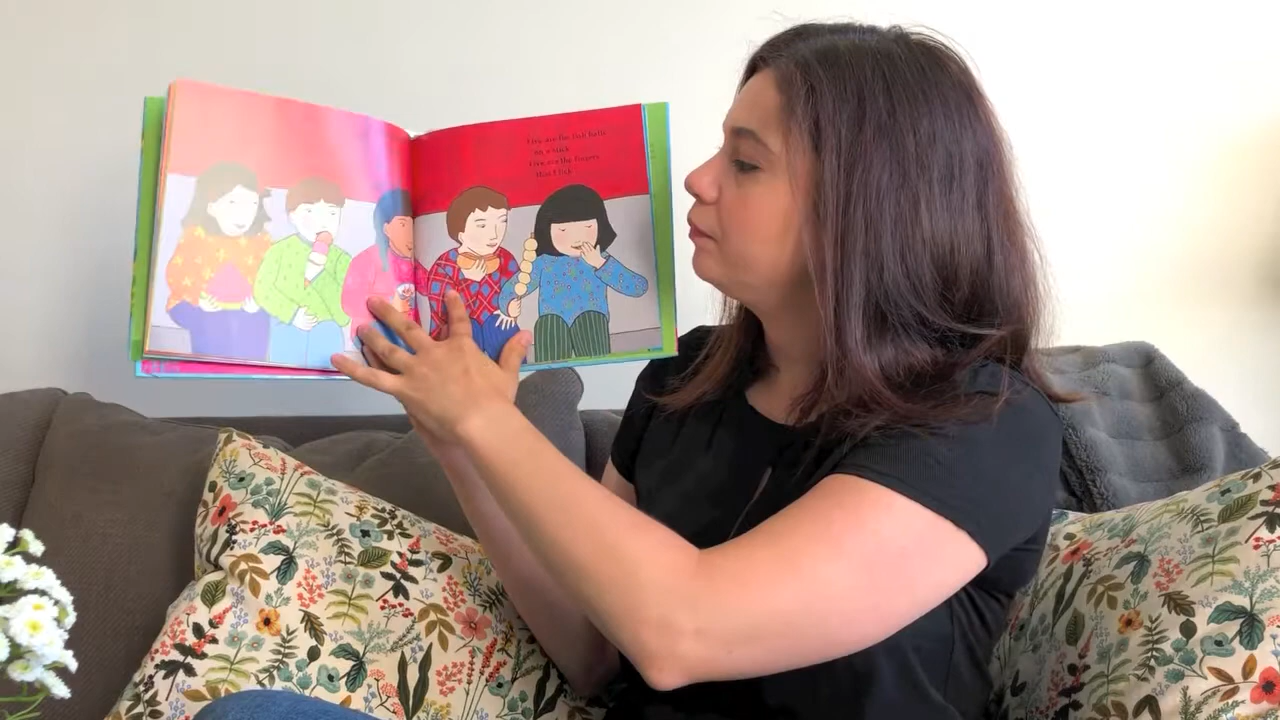 Five are the fish balls
on a stick
Five are the fingers
that I lick